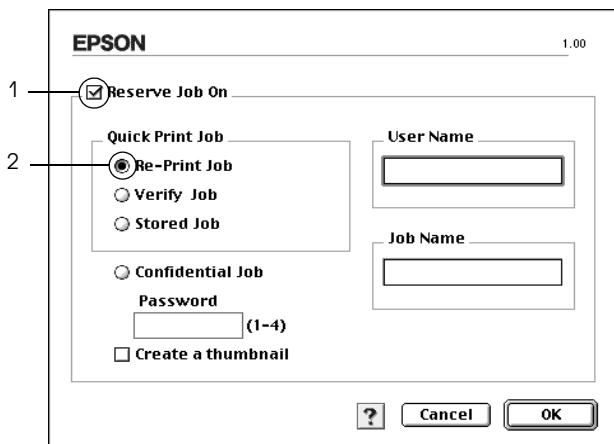 EPSON
1.00
1
Reserve Job On
Quick Print Job
2
Re-Print Job
Verify Job
Stored Job
Confidential Job
Password
(1-4)
Create a thumbnail
User Name
Job Name
?
Cancel
OK